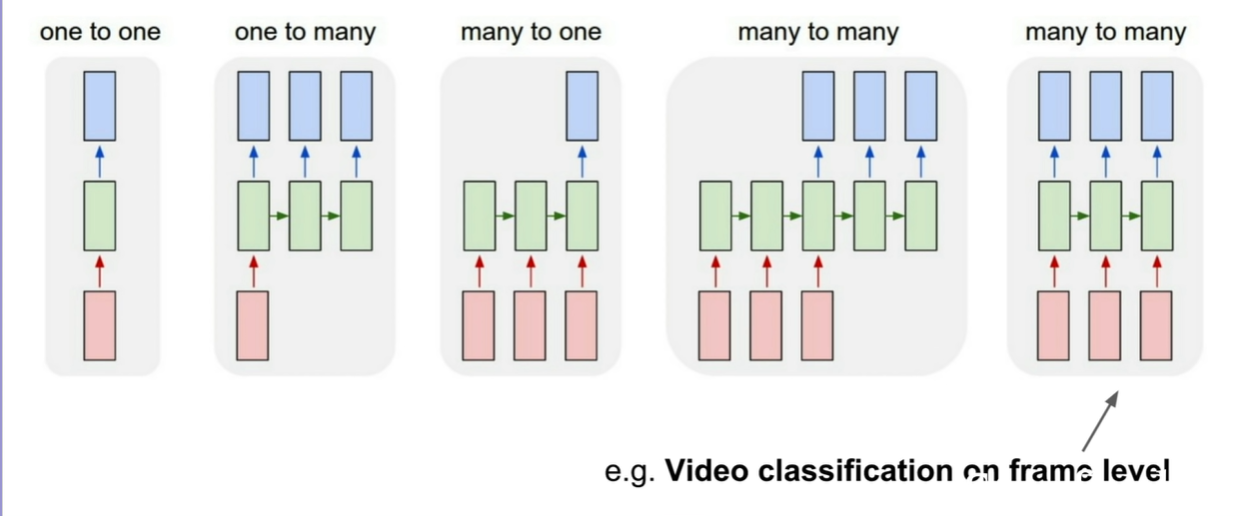 one to one
one to many
many to one
many to many
many to many
e.g. Video classification on frame level